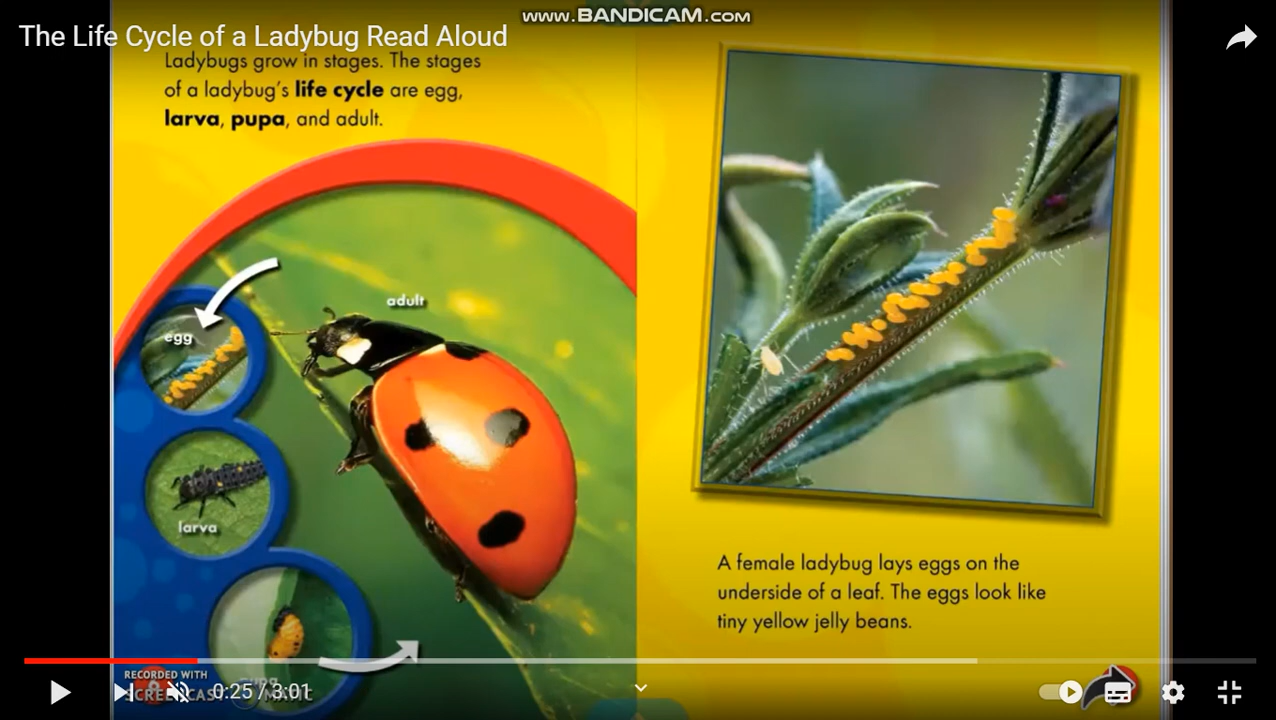 www.BANDICAM.com
The Life Cycle of a Ladybug Read Aloud
Ladybugs grow in stages. The stages
of a ladybug's life cycle are egg,
larva, pupa, and adult.
adult
egg
larva
A female ladybug lays eggs on the
underside of a leaf. The eggs look like
tiny yellow jelly beans.
RECORDED WITH
0:25 / 3:01